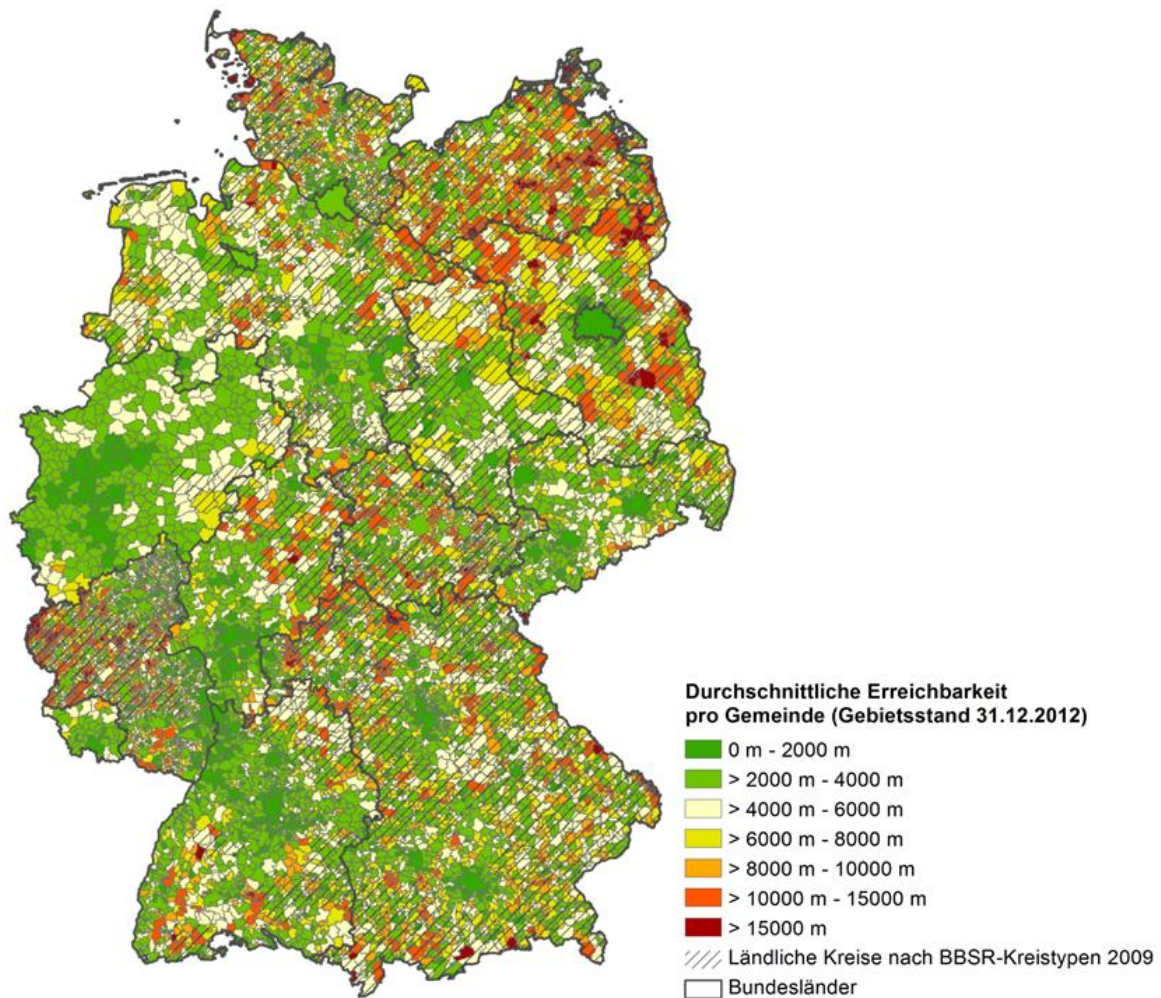 Durchschnittliche Erreichbarkeit
pro Gemeinde (Gebietsstand 31.12.2012)
0 m - 2000 m
> 2000 m - 4000 m
> 4000 m - 6000 m
> 6000 m - 8000 m
> 8000 m - 10000 m
> 10000 m - 15000 m
> 15000 m
Ländliche Kreise nach BBSR-Kreistypen 2009
Bundesländer